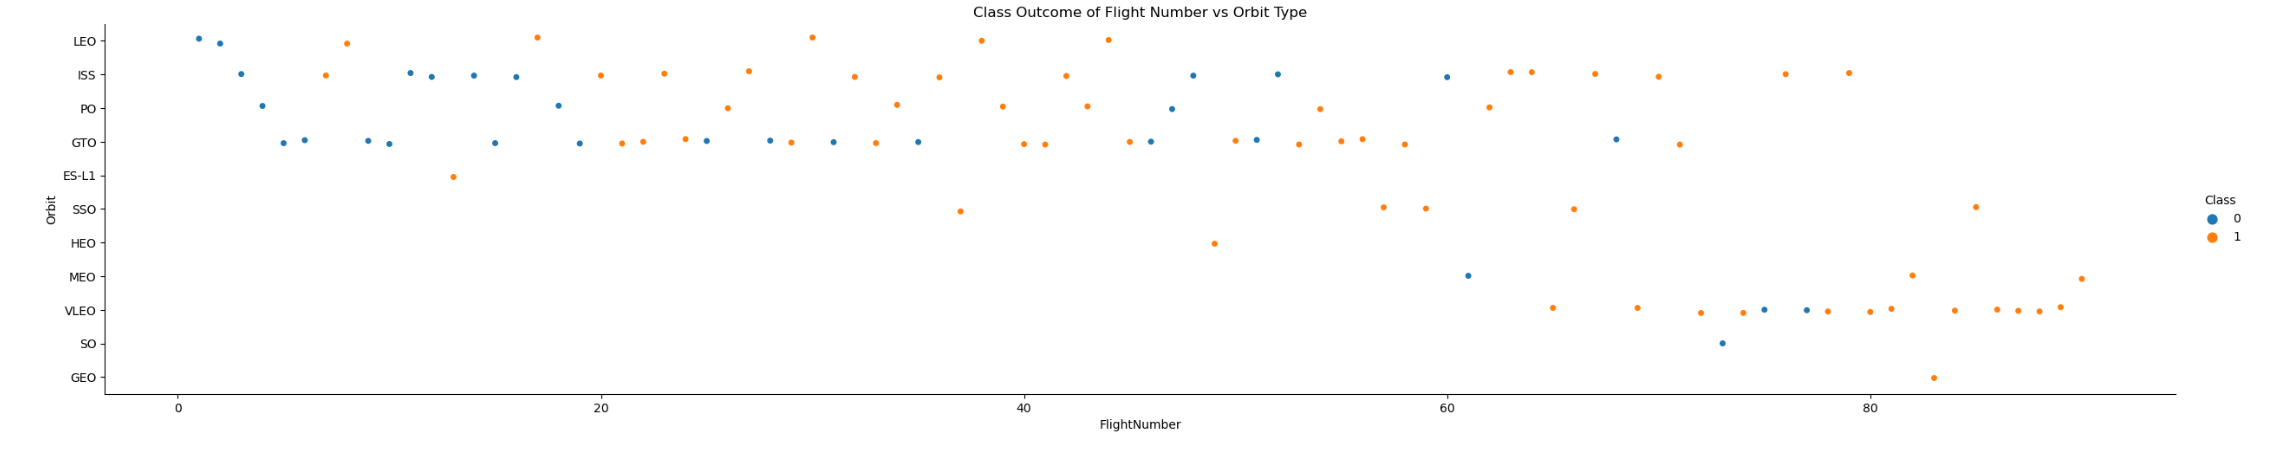 Class Outcome of Flight Number vs Orbit Type
LEO
ISS
PO
GTO
ES-L1
SSO
HEO
MEO
VLEO
SO
GEO
Orbit
0 20 40 60 80
FlightNumber
Class
0
1